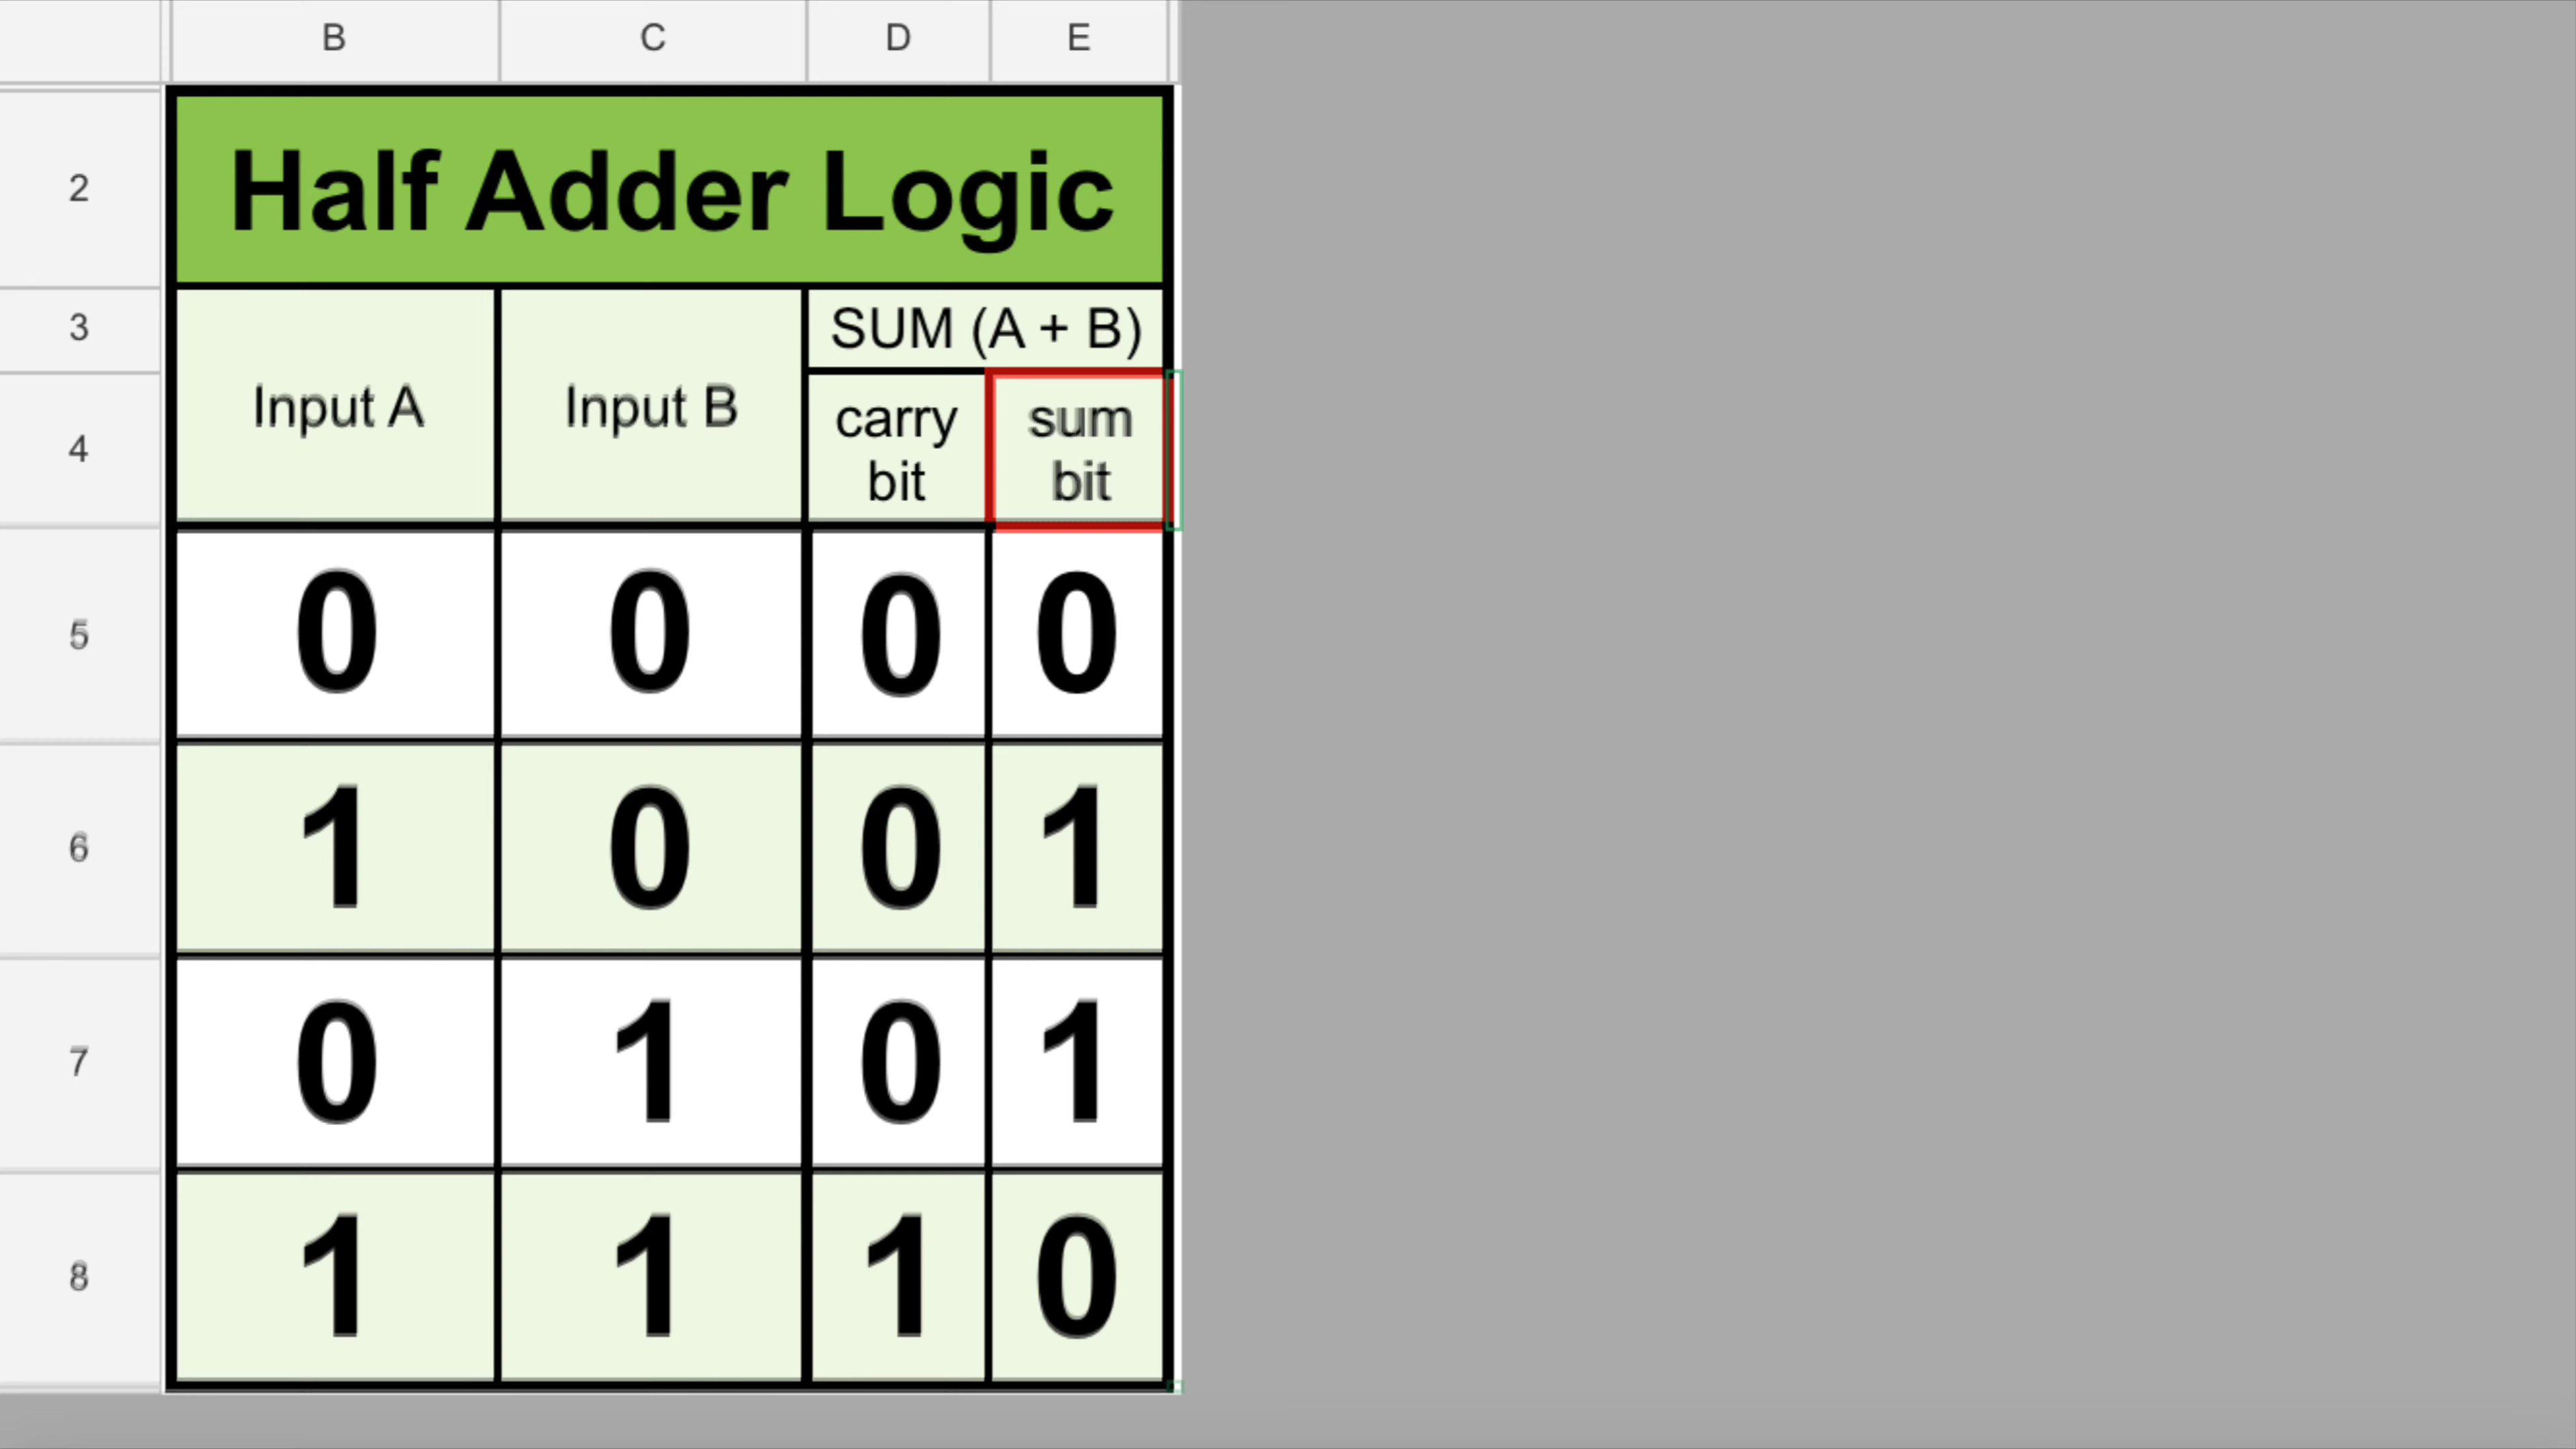 B C D E
2 Half Adder Logic
3 SUM (A + B)
Input A Input B
4 carry bit sum bit
5 0 0 0 0
6 1 0 0 1
7 0 1 0 1
8 1 1 1 0